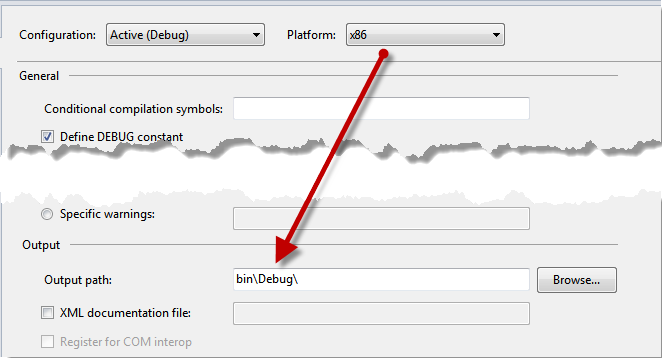 Configuration: Active (Debug) Platform: x86
General
Conditional compilation symbols:
Define DEBUG constant
Specific warnings:
Output
Output path: bin\Debug\ Browse...
XML documentation file:
Register for COM interop